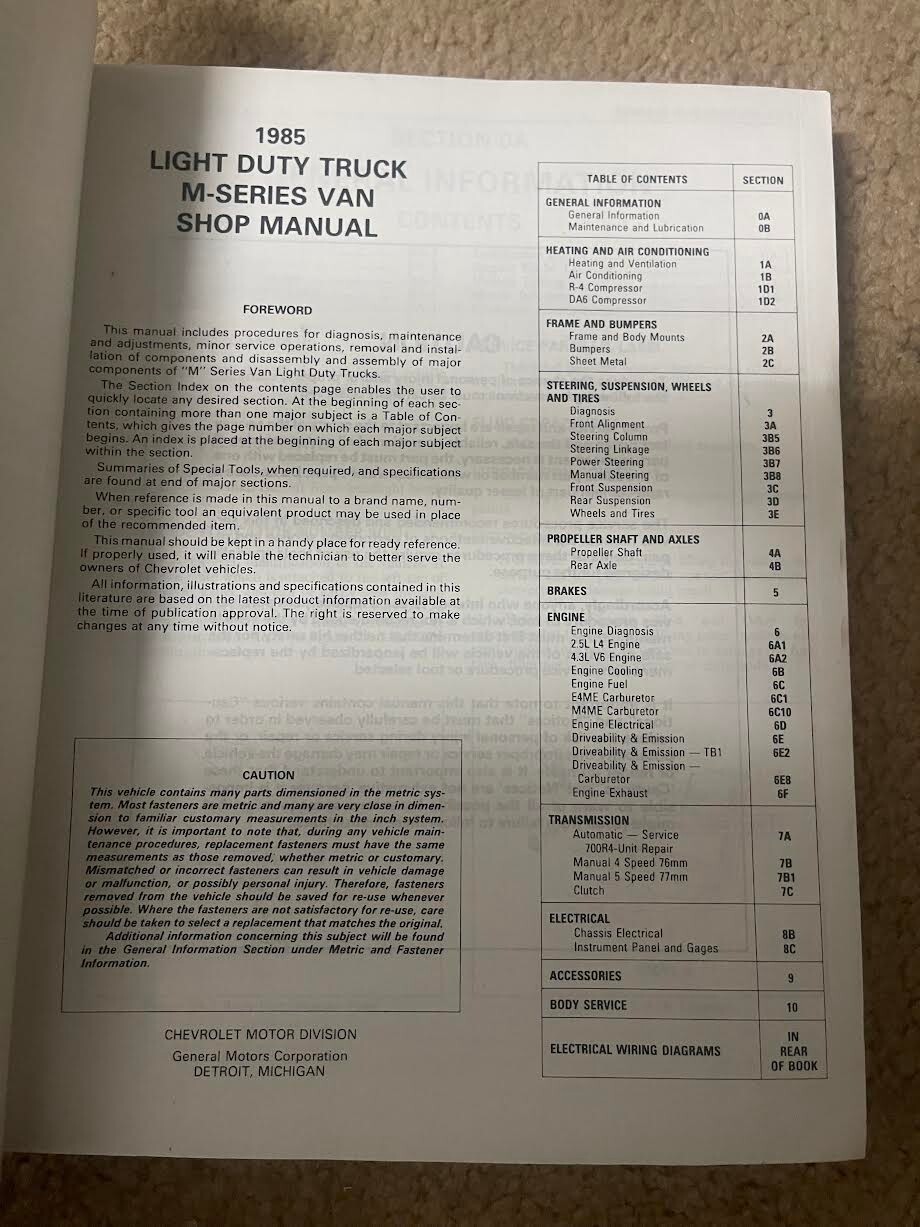 1985
LIGHT DUTY TRUCK
M-SERIES VAN
SHOP MANUAL
FOREWORD
This manual includes procedures for diagnosis, maintenance
and adjustments, minor service operations, removal and instal-
lation of components and disassembly and assembly of major
components of "M" Series Van Light Duty Trucks.
The Section Index on the contents page enables the user to
quickly locate any desired section. At the beginning of each sec-
tion containing more than one major subject is a Table of Con-
tents, which gives the page number on which each major subject
begins. An index is placed at the beginning of each major subject
within the section.
Summaries of Special Tools, when required, and specifications
are found at end of major sections.
When reference is made in this manual to a brand name, num-
ber, or specific tool an equivalent product may be used in place
of the recommended item.
This manual should be kept in a handy place for ready reference.
If properly used, it will enable the technician to better serve the
owners of Chevrolet vehicles.
All information, illustrations and specifications contained in this
literature are based on the latest product information available at
the time of publication approval. The right is reserved to make
changes at any time without notice.
CAUTION
This vehicle contains many parts dimensioned in the metric sys-
tem. Most fasteners are metric and many are very close in dimen-
sion to familiar customary measurements in the inch system.
However, it is important to note that, during any vehicle main-
tenance procedures, replacement fasteners must have the same
measurements as those removed, whether metric or customary.
Mismatched or incorrect fasteners can result in vehicle damage
or malfunction, or possibly personal injury. Therefore, fasteners
removed from the vehicle should be saved for re-use whenever
possible. Where the fasteners are not satisfactory for re-use, care
should be taken to select a replacement that matches the original.
Additional information concerning this subject will be found
in the General Information Section under Metric and Fastener
Information.
CHEVROLET MOTOR DIVISION
General Motors Corporation
DETROIT, MICHIGAN
TABLE OF CONTENTS SECTION
GENERAL INFORMATION
General Information 0A
Maintenance and Lubrication 0B
HEATING AND AIR CONDITIONING
Heating and Ventilation 1A
Air Conditioning 1B
R-4 Compressor 1D1
DA6 Compressor 1D2
FRAME AND BUMPERS
Frame and Body Mounts 2A
Bumpers 2B
Sheet Metal 2C
STEERING, SUSPENSION, WHEELS
AND TIRES
Diagnosis 3
Front Alignment 3A
Steering Column 3B5
Steering Linkage 3B6
Power Steering 3B7
Manual Steering 3B8
Front Suspension 3C
Rear Suspension 3D
Wheels and Tires 3E
PROPELLER SHAFT AND AXLES
Propeller Shaft 4A
Rear Axle 4B
BRAKES 5
ENGINE
Engine Diagnosis 6
2.5L L4 Engine 6A1
4.3L V6 Engine 6A2
Engine Cooling 6B
Engine Fuel 6C
E4ME Carburetor 6C1
M4ME Carburetor 6C10
Engine Electrical 6D
Driveability & Emission 6E
Driveability & Emission — TB1 6E2
Driveability & Emission —
Carburetor 6E8
Engine Exhaust 6F
TRANSMISSION
Automatic — Service 7A
700R4-Unit Repair
Manual 4 Speed 76mm 7B
Manual 5 Speed 77mm 7B1
Clutch 7C
ELECTRICAL
Chassis Electrical 8B
Instrument Panel and Gages 8C
ACCESSORIES 9
BODY SERVICE 10
ELECTRICAL WIRING DIAGRAMS IN
REAR
OF BOOK